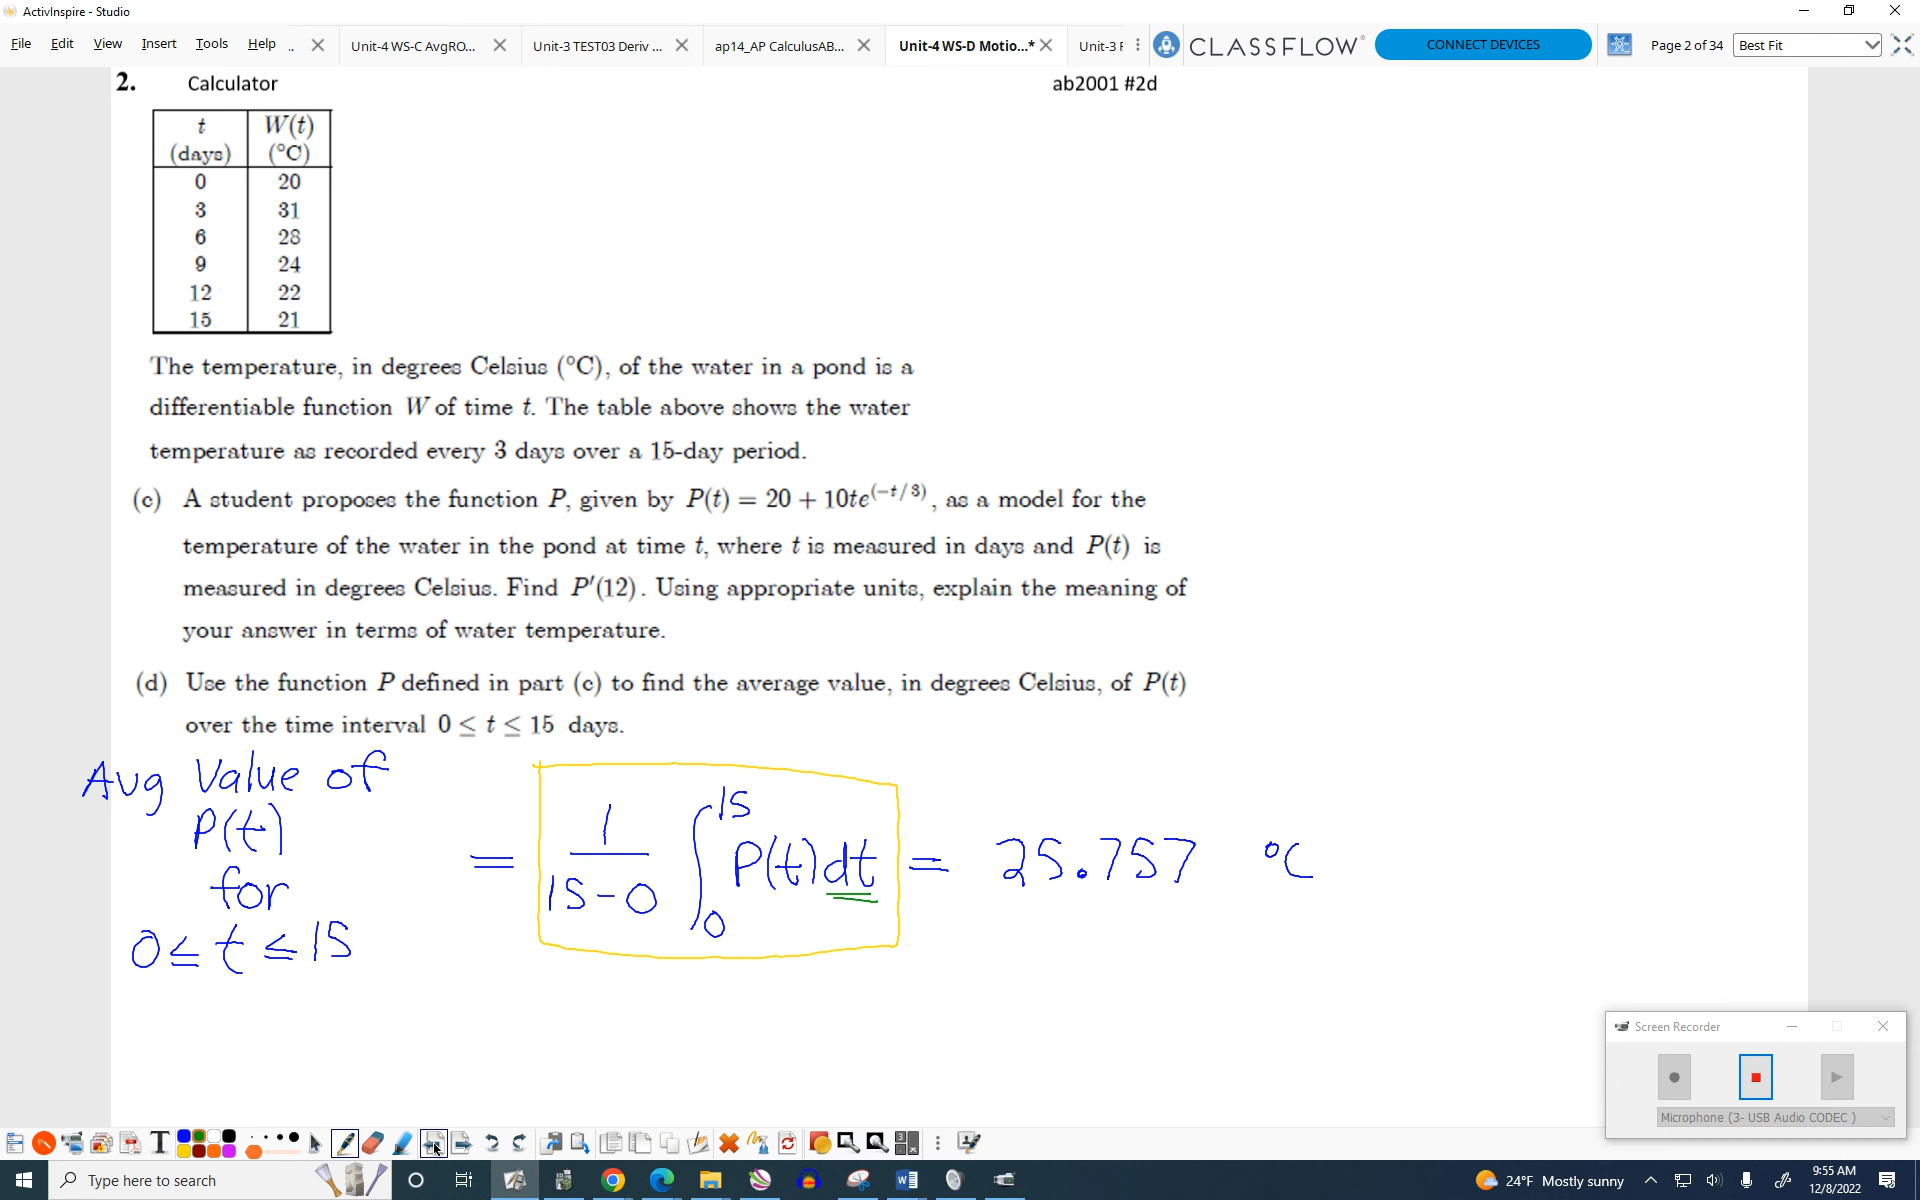 ActivInspire - Studio
File Edit View Insert Tools Help .. Unit-4 WS-C AvgRO... Unit-3 TEST03 Deriv ... ap14_AP CalculusAB... Unit-4 WS-D Motio...* Unit-3 F CLASSFLOW CONNECT DEVICES Page 2 of 34 Best Fit
2. Calculator ab2001 #2d
t W(t)
(days) (°C)
0 20
3 31
6 28
9 24
12 22
15 21
The temperature, in degrees Celsius (°C), of the water in a pond is a
differentiable function W of time t. The table above shows the water
temperature as recorded every 3 days over a 15-day period.
(c) A student proposes the function P, given by P(t) = 20 + 10te^(−t/3), as a model for the
temperature of the water in the pond at time t, where t is measured in days and P(t) is
measured in degrees Celsius. Find P′(12). Using appropriate units, explain the meaning of
your answer in terms of water temperature.
(d) Use the function P defined in part (c) to find the average value, in degrees Celsius, of P(t)
over the time interval 0 ≤ t ≤ 15 days.
Avg Value of
P(t)
for
0 ≤ t ≤ 15
= 1/(15-0) ∫₀¹⁵ P(t)dt = 25.757 °C
Screen Recorder
Microphone (3- USB Audio CODEC )
Type here to search
24°F Mostly sunny
9:55 AM
12/8/2022